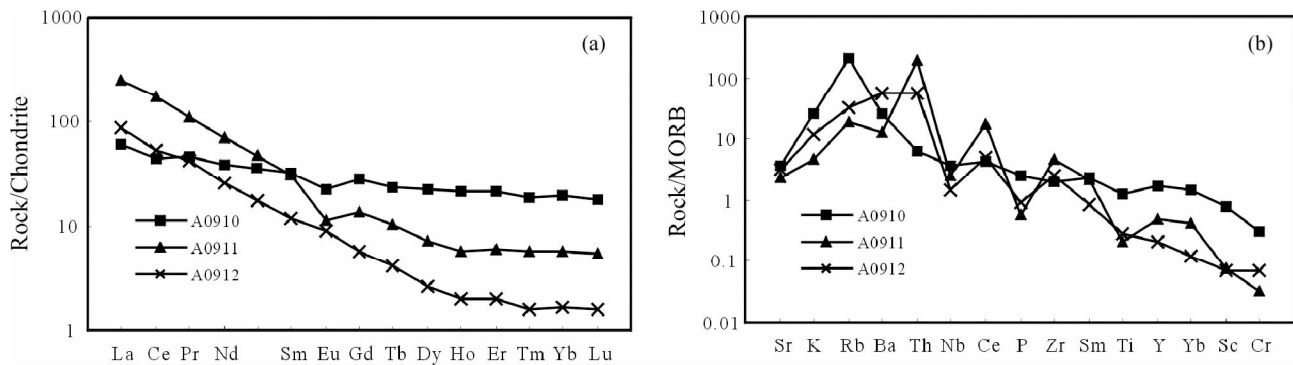 (a)
Rock/Chondrite
1000
100
10
1
A0910
A0911
A0912
La Ce Pr Nd Sm Eu Gd Tb Dy Ho Er Tm Yb Lu
(b)
Rock/MORB
1000
100
10
1
0.1
0.01
A0910
A0911
A0912
Sr K Rb Ba Th Nb Ce P Zr Sm Ti Y Yb Sc Cr